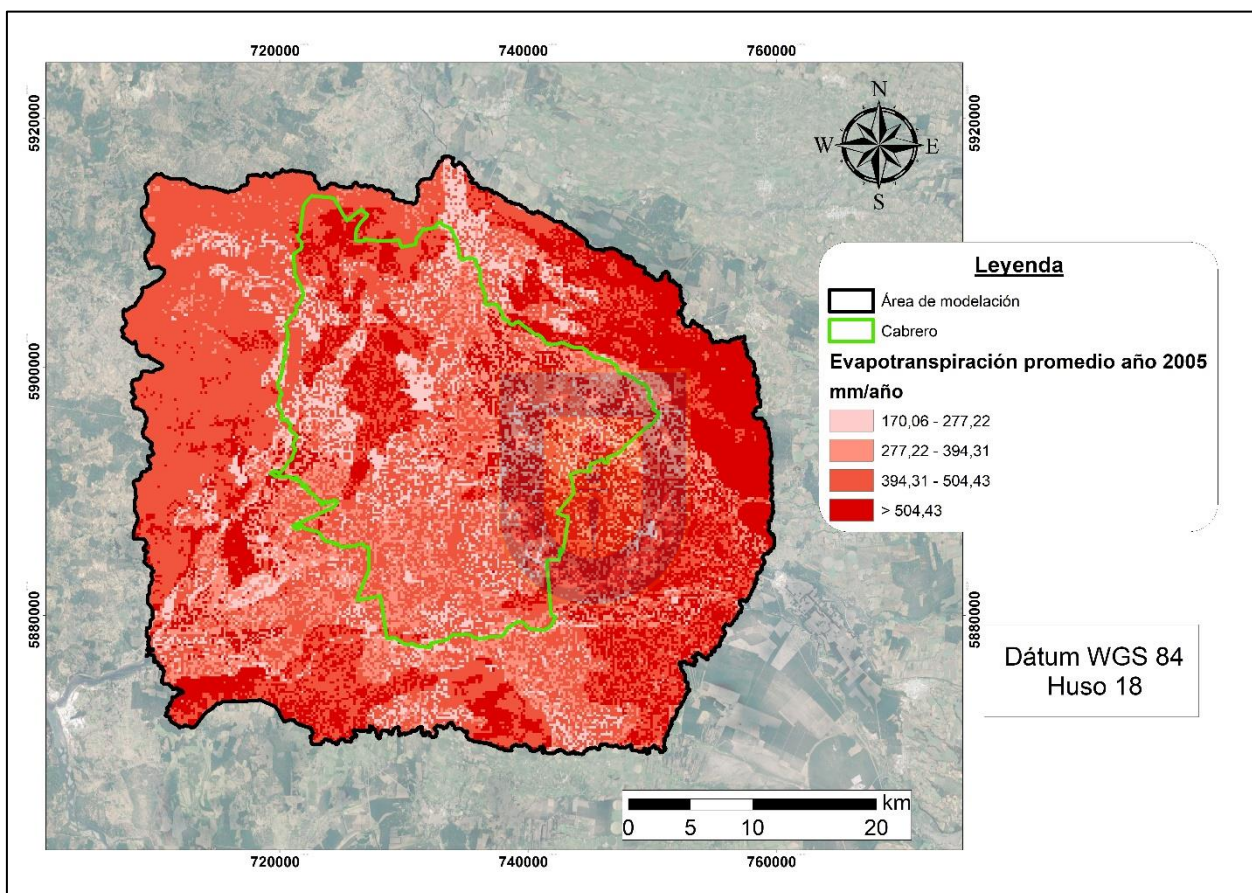 720000
740000
760000
5920000
5920000
N
W
E
S
Leyenda
Área de modelación
Cabrero
5900000
5900000
Evapotranspiración promedio año 2005
mm/año
170,06 - 277,22
277,22 - 394,31
394,31 - 504,43
> 504,43
5880000
5880000
Dátum WGS 84
Huso 18
km
0
5
10
20
720000
740000
760000